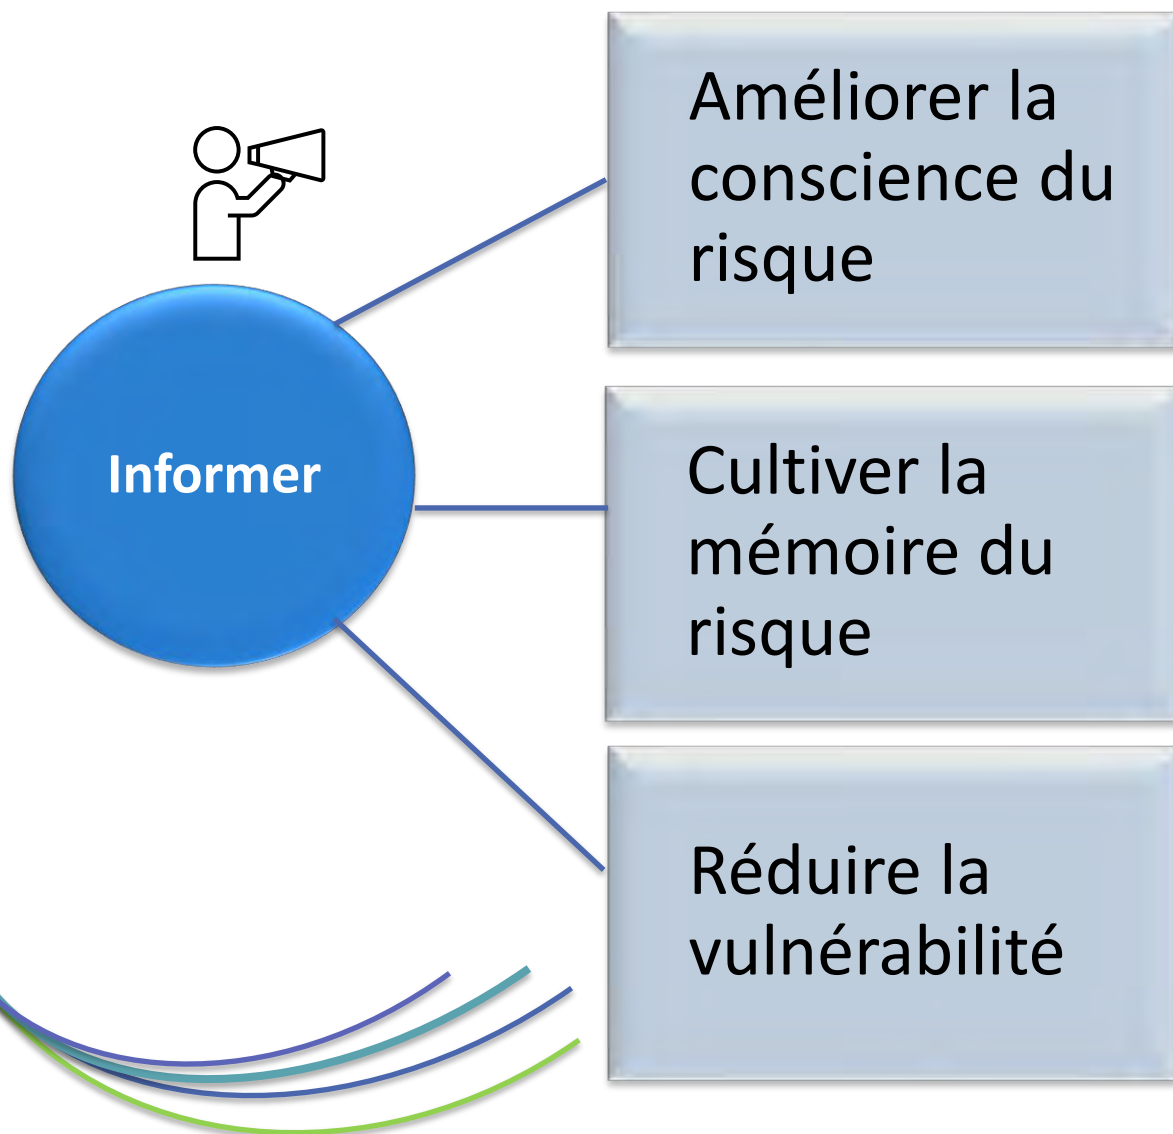 Informer
Améliorer la
conscience du
risque
Cultiver la
mémoire du
risque
Réduire la
vulnérabilité